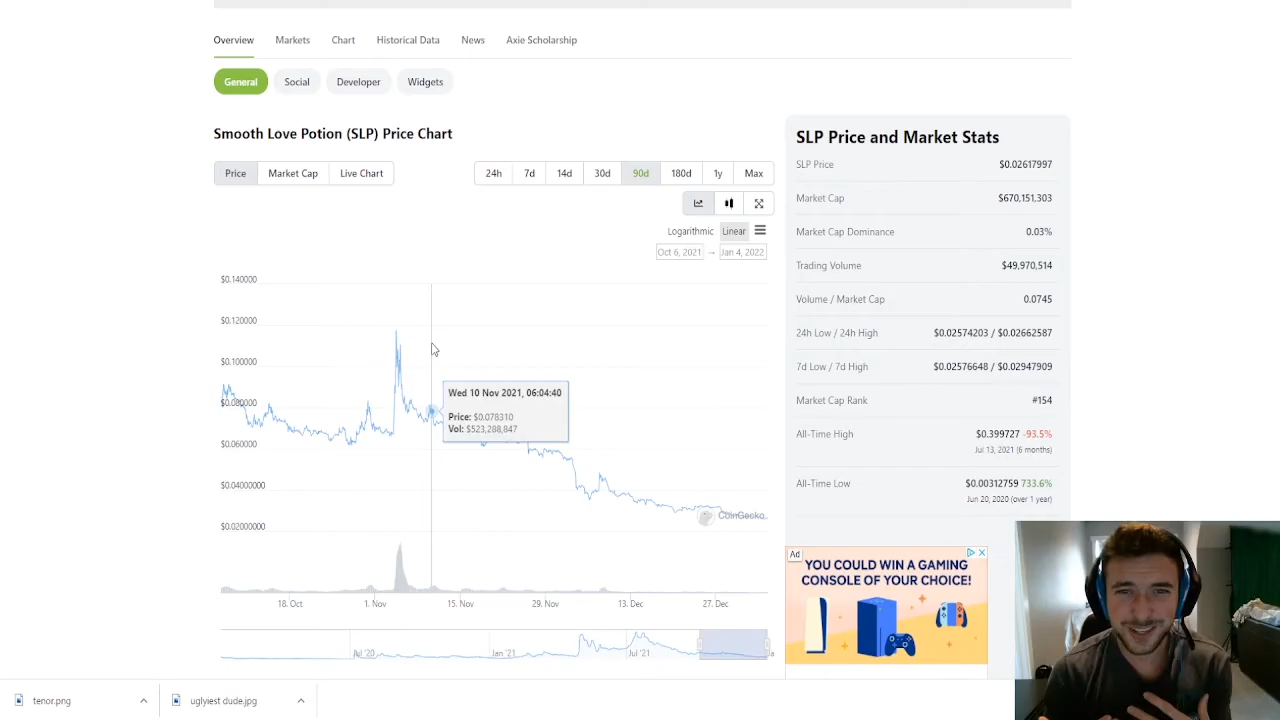 Overview Markets Chart Historical Data News Axie Scholarship
General Social Developer Widgets
Smooth Love Potion (SLP) Price Chart
Price Market Cap Live Chart
24h 7d 14d 30d 90d 180d 1y Max
Logarithmic Linear
Oct 6, 2021 → Jan 4, 2022
$0.140000
$0.120000
$0.100000
$0.080000
$0.060000
$0.04000000
$0.02000000
Wed 10 Nov 2021, 06:04:40
Price: $0.078310
Vol: $523,288,847
CoinGecko
18. Oct 1. Nov 15. Nov 29. Nov 13. Dec 27. Dec
Jul '20 Jan '21 Jul '21
SLP Price and Market Stats
SLP Price $0.02617997
Market Cap $670,151,303
Market Cap Dominance 0.03%
Trading Volume $49,970,514
Volume / Market Cap 0.0745
24h Low / 24h High $0.02574203 / $0.02662587
7d Low / 7d High $0.02576648 / $0.02947909
Market Cap Rank #154
All-Time High $0.399727 -93.5%
Jul 13, 2021 (6 months)
All-Time Low $0.00312759 733.6%
Jun 20, 2020 (over 1 year)
Ad
YOU COULD WIN A GAMING
CONSOLE OF YOUR CHOICE!
tenor.png
uglyiest dude.jpg